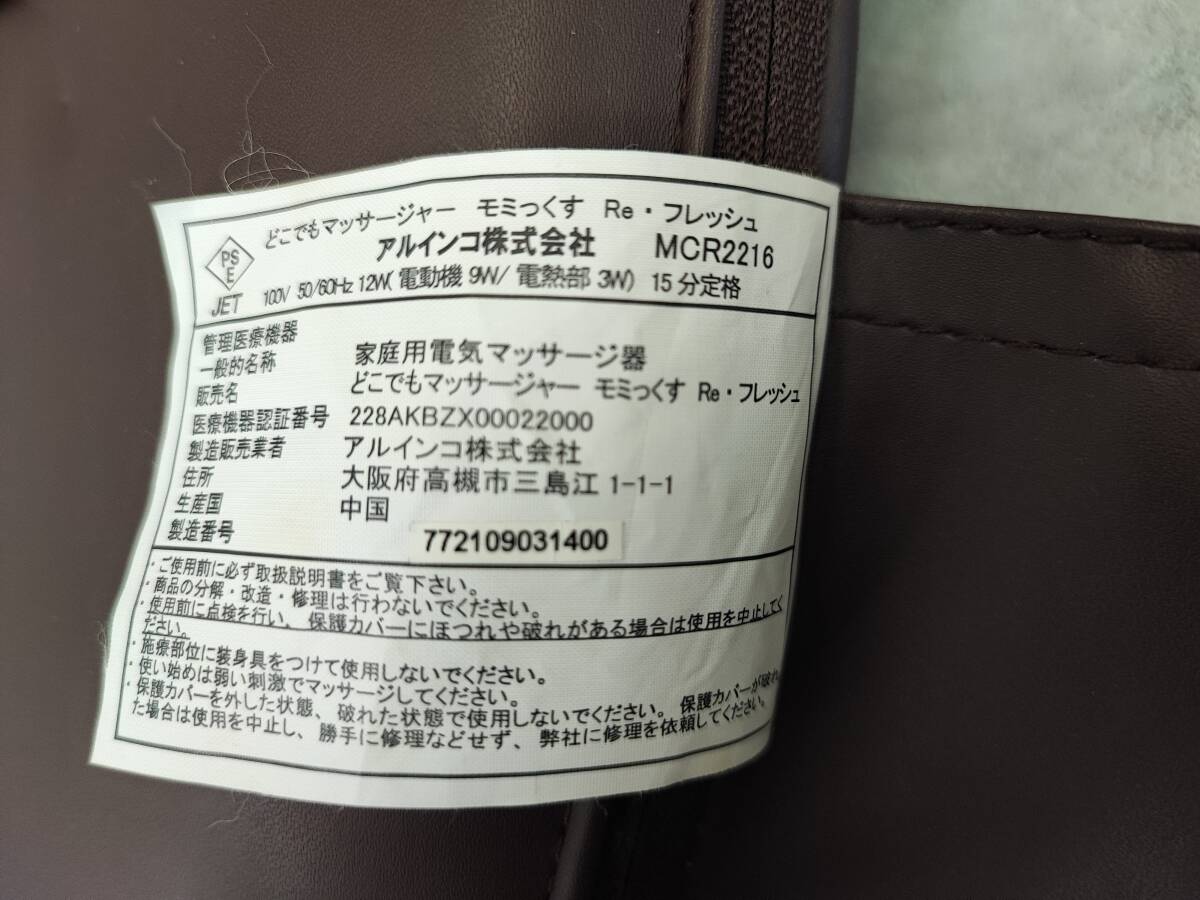 PS
E
JET
どこでもマッサージャー モミっくす Re・フレッシュ
アルインコ株式会社 MCR2216
100V 50/60Hz 12W(電動機 9W/電熱部 3W) 15分定格
管理医療機器
一般的名称 家庭用電気マッサージ器
販売名 どこでもマッサージャー モミっくす Re・フレッシュ
医療機器認証番号 228AKBZX00022000
製造販売業者 アルインコ株式会社
住所 大阪府高槻市三島江 1-1-1
生産国 中国
製造番号 772109031400
・ご使用前に必ず取扱説明書をご覧下さい。
・商品の分解・改造・修理は行わないでください。
・使用前に点検を行い、保護カバーにほつれや破れがある場合は使用を中止してく
ださい。
・施療部位に装身具をつけて使用しないでください。
・使い始めは弱い刺激でマッサージしてください。
・保護カバーを外した状態、破れた状態で使用しないでください。保護カバーが破れ
た場合は使用を中止し、勝手に修理などせず、弊社に修理を依頼してください。